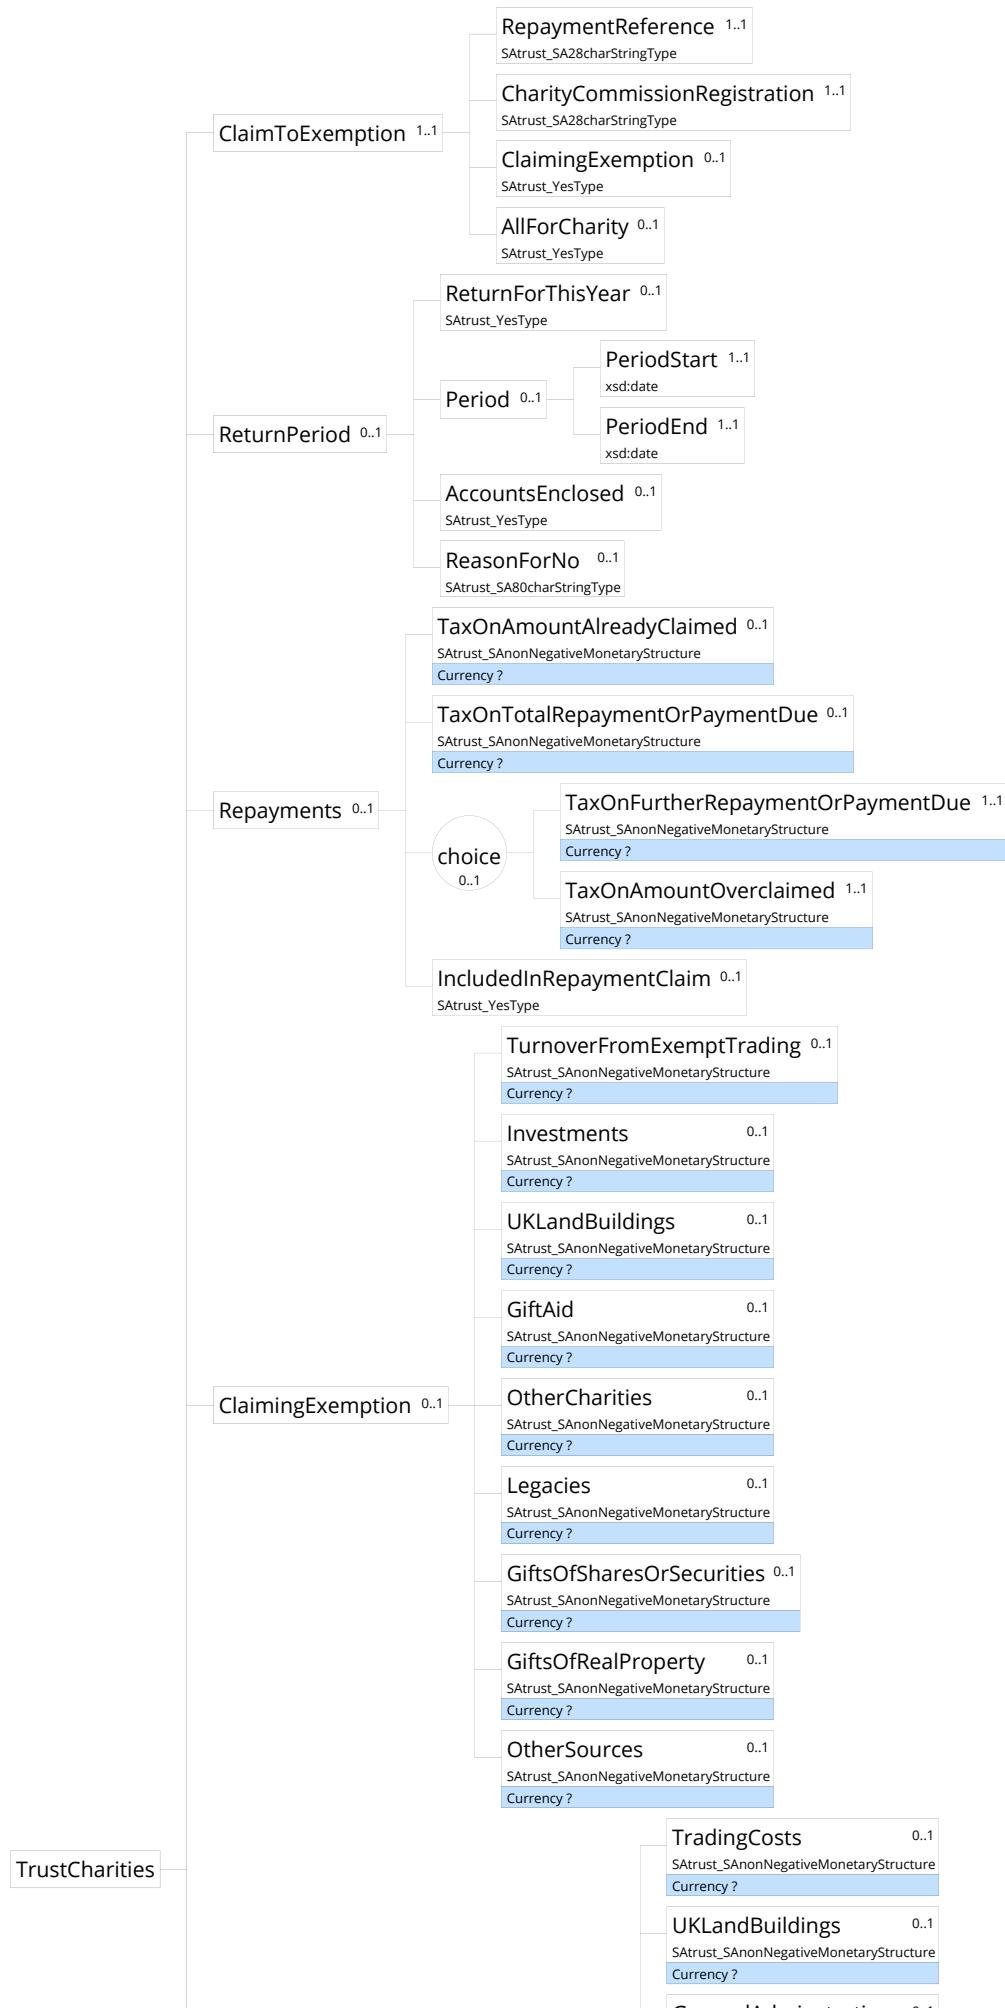 RepaymentReference 1..1
SAtrust_SA28charStringType
CharityCommissionRegistration 1..1
SAtrust_SA28charStringType
ClaimToExemption 1..1
ClaimingExemption 0..1
SAtrust_YesType
AllForCharity 0..1
SAtrust_YesType
ReturnForThisYear 0..1
SAtrust_YesType
PeriodStart 1..1
xsd:date
Period 0..1
PeriodEnd 1..1
xsd:date
ReturnPeriod 0..1
AccountsEnclosed 0..1
SAtrust_YesType
ReasonForNo 0..1
SAtrust_SA80charStringType
TaxOnAmountAlreadyClaimed 0..1
SAtrust_SAnonNegativeMonetaryStructure
Currency ?
TaxOnTotalRepaymentOrPaymentDue 0..1
SAtrust_SAnonNegativeMonetaryStructure
Currency ?
Repayments 0..1
TaxOnFurtherRepaymentOrPaymentDue 1..1
SAtrust_SAnonNegativeMonetaryStructure
Currency ?
choice
0..1
TaxOnAmountOverclaimed 1..1
SAtrust_SAnonNegativeMonetaryStructure
Currency ?
IncludedInRepaymentClaim 0..1
SAtrust_YesType
TurnoverFromExemptTrading 0..1
SAtrust_SAnonNegativeMonetaryStructure
Currency ?
Investments 0..1
SAtrust_SAnonNegativeMonetaryStructure
Currency ?
UKLandBuildings 0..1
SAtrust_SAnonNegativeMonetaryStructure
Currency ?
GiftAid 0..1
SAtrust_SAnonNegativeMonetaryStructure
Currency ?
ClaimingExemption 0..1
OtherCharities 0..1
SAtrust_SAnonNegativeMonetaryStructure
Currency ?
Legacies 0..1
SAtrust_SAnonNegativeMonetaryStructure
Currency ?
GiftsOfSharesOrSecurities 0..1
SAtrust_SAnonNegativeMonetaryStructure
Currency ?
GiftsOfRealProperty 0..1
SAtrust_SAnonNegativeMonetaryStructure
Currency ?
OtherSources 0..1
SAtrust_SAnonNegativeMonetaryStructure
Currency ?
TradingCosts 0..1
SAtrust_SAnonNegativeMonetaryStructure
Currency ?
TrustCharities
UKLandBuildings 0..1
SAtrust_SAnonNegativeMonetaryStructure
Currency ?